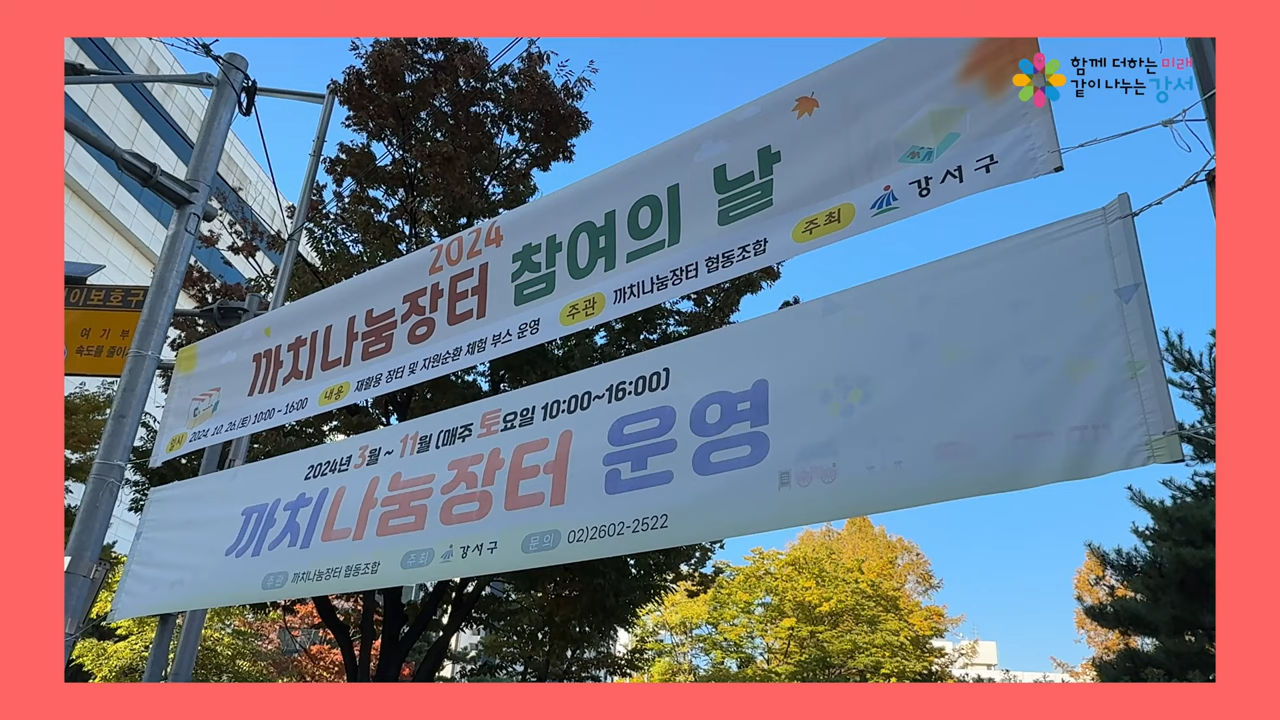 함께 더하는 미래
같이 나누는 강서
2024
까치나눔장터 참여의 날
일시 2024. 10. 26.(토) 10:00 ~ 16:00 내용 재활용 장터 및 자원순환 체험 부스 운영 주관 까치나눔장터 협동조합 주최 강서구
2024년 3월 ~ 11월 (매주 토요일 10:00~16:00)
까치나눔장터 운영
주관 까치나눔장터 협동조합 주최 강서구 문의 02)2602-2522
이보호구
여 기 부
속도를 줄이